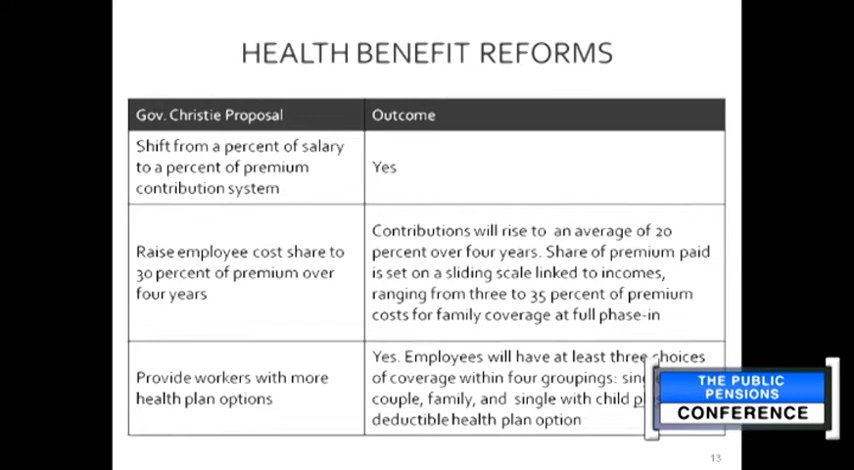 HEALTH BENEFIT REFORMS
Gov. Christie Proposal
Outcome
Shift from a percent of salary
to a percent of premium
contribution system
Yes
Raise employee cost share to
30 percent of premium over
four years
Contributions will rise to an average of 20
percent over four years. Share of premium paid
is set on a sliding scale linked to incomes,
ranging from three to 35 percent of premium
costs for family coverage at full phase-in
Provide workers with more
health plan options
Yes. Employees will have at least three choices
of coverage within four groupings:
couple, family, and single with child
deductible health plan option
THE PUBLIC
PENSIONS
CONFERENCE
13